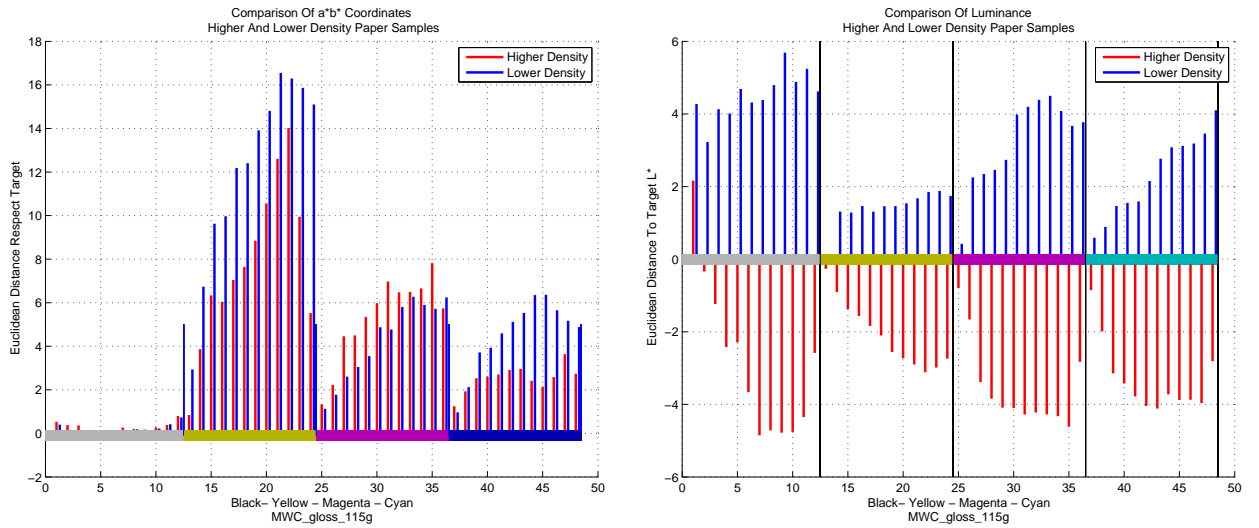 Comparison Of a*b* Coordinates
Higher And Lower Density Paper Samples
18
16
14
12
10
8
6
4
2
0
−2
Euclidean Distance Respect Target
Higher Density
Lower Density
0 5 10 15 20 25 30 35 40 45 50
Black− Yellow − Magenta − Cyan
MWC_gloss_115g
Comparison Of Luminance
Higher And Lower Density Paper Samples
6
4
2
0
−2
−4
−6
Euclidean Distance To Target L*
Higher Density
Lower Density
0 5 10 15 20 25 30 35 40 45 50
Black− Yellow − Magenta − Cyan
MWC_gloss_115g